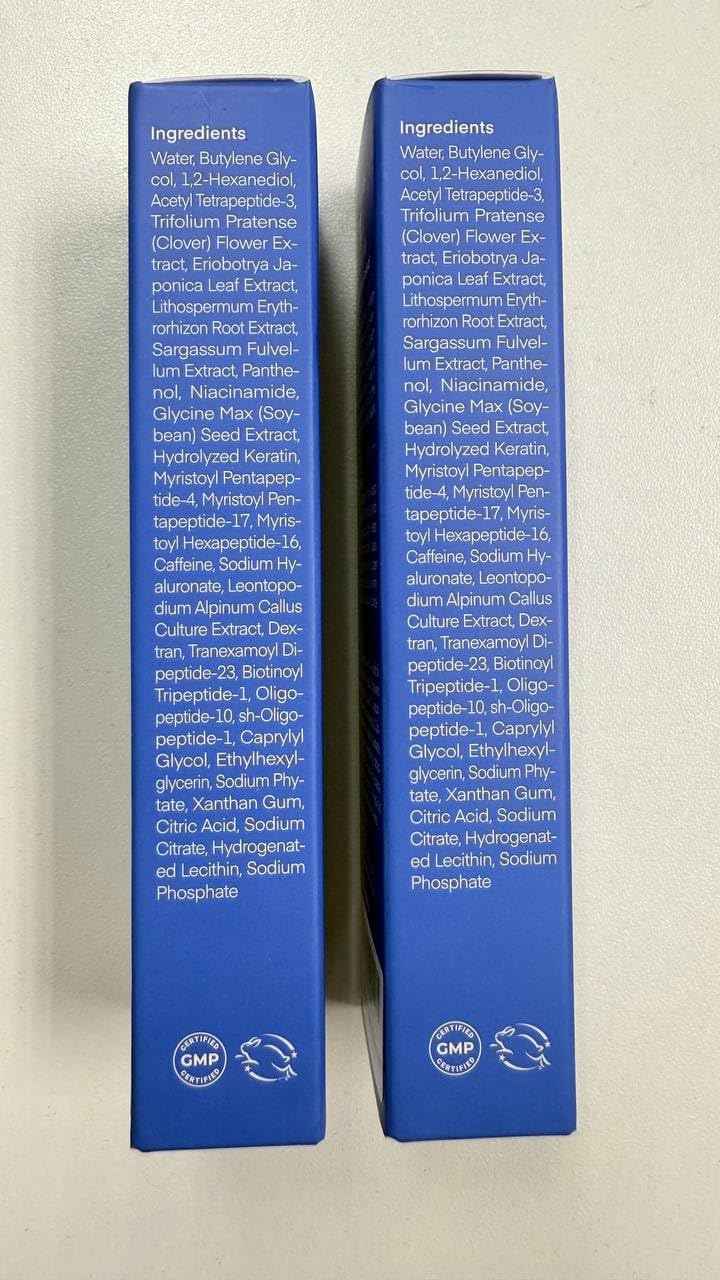 Ingredients
Water, Butylene Gly-
col, 1,2-Hexanediol,
Acetyl Tetrapeptide-3,
Trifolium Pratense
(Clover) Flower Ex-
tract, Eriobotrya Ja-
ponica Leaf Extract,
Lithospermum Eryth-
rorhizon Root Extract,
Sargassum Fulvel-
lum Extract, Panthe-
nol, Niacinamide,
Glycine Max (Soy-
bean) Seed Extract,
Hydrolyzed Keratin,
Myristoyl Pentapep-
tide-4, Myristoyl Pen-
tapeptide-17, Myris-
toyl Hexapeptide-16,
Caffeine, Sodium Hy-
aluronate, Leontopo-
dium Alpinum Callus
Culture Extract, Dex-
tran, Tranexamoyl Di-
peptide-23, Biotinoyl
Tripeptide-1, Oligo-
peptide-10, sh-Oligo-
peptide-1, Caprylyl
Glycol, Ethylhexyl-
glycerin, Sodium Phy-
tate, Xanthan Gum,
Citric Acid, Sodium
Citrate, Hydrogenat-
ed Lecithin, Sodium
Phosphate
CERTIFIED
GMP
CERTIFIED
Ingredients
Water, Butylene Gly-
col, 1,2-Hexanediol,
Acetyl Tetrapeptide-3,
Trifolium Pratense
(Clover) Flower Ex-
tract, Eriobotrya Ja-
ponica Leaf Extract,
Lithospermum Eryth-
rorhizon Root Extract,
Sargassum Fulvel-
lum Extract, Panthe-
nol, Niacinamide,
Glycine Max (Soy-
bean) Seed Extract,
Hydrolyzed Keratin,
Myristoyl Pentapep-
tide-4, Myristoyl Pen-
tapeptide-17, Myris-
toyl Hexapeptide-16,
Caffeine, Sodium Hy-
aluronate, Leontopo-
dium Alpinum Callus
Culture Extract, Dex-
tran, Tranexamoyl Di-
peptide-23, Biotinoyl
Tripeptide-1, Oligo-
peptide-10, sh-Oligo-
peptide-1, Caprylyl
Glycol, Ethylhexyl-
glycerin, Sodium Phy-
tate, Xanthan Gum,
Citric Acid, Sodium
Citrate, Hydrogenat-
ed Lecithin, Sodium
Phosphate
CERTIFIED
GMP
CERTIFIED